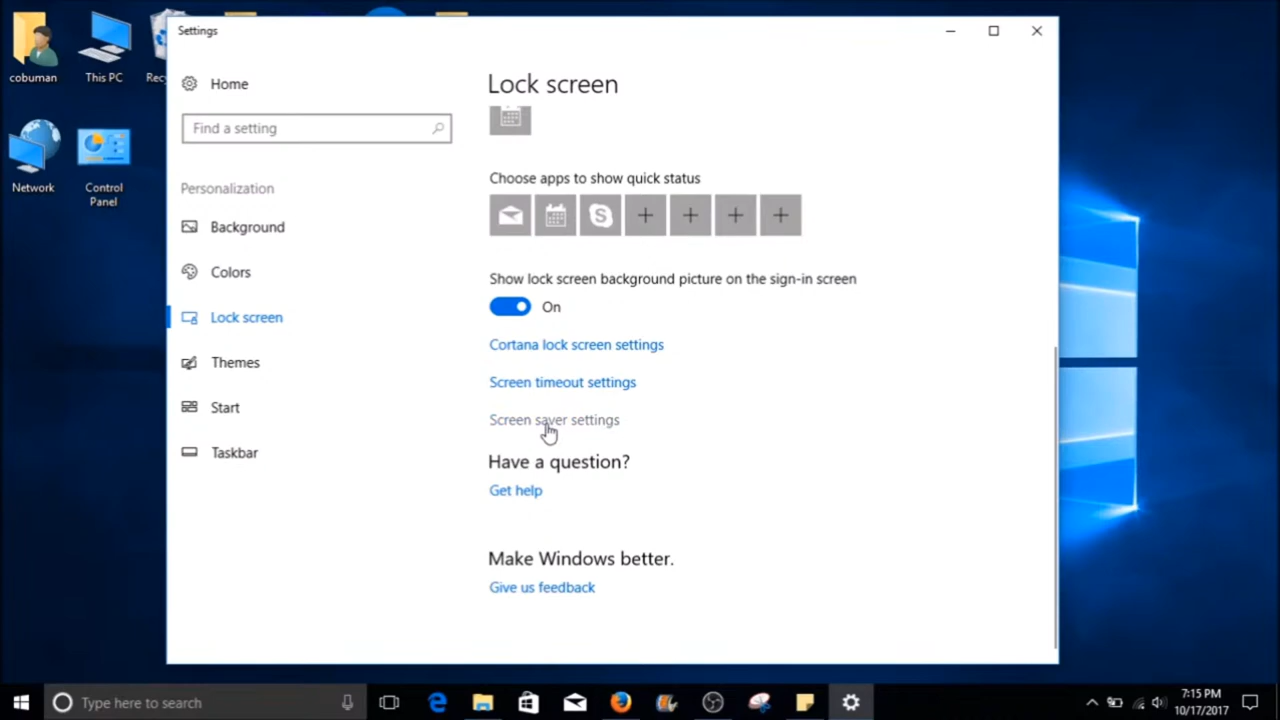 Settings
cobuman
This PC
Recy
Network
Control
Panel
Home
Find a setting
Personalization
Background
Colors
Lock screen
Themes
Start
Taskbar
Lock screen
Choose apps to show quick status
Show lock screen background picture on the sign-in screen
On
Cortana lock screen settings
Screen timeout settings
Screen saver settings
Have a question?
Get help
Make Windows better.
Give us feedback
Type here to search
7:15 PM
10/17/2017